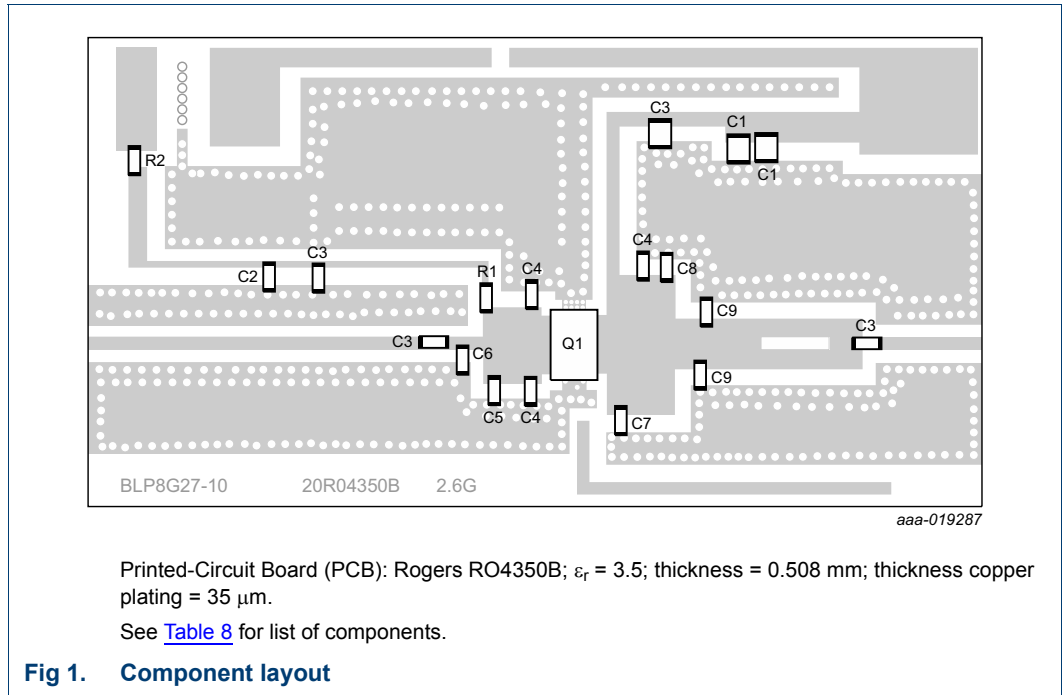 C3
C1
C1
R2
C4
C8
C3
C2
R1
C4
C9
C3
C3
C6
Q1
C9
C5
C4
C7
BLP8G27-10 20R04350B 2.6G
aaa-019287
Printed-Circuit Board (PCB): Rogers RO4350B; εr = 3.5; thickness = 0.508 mm; thickness copper
plating = 35 μm.
See Table 8 for list of components.
Fig 1. Component layout